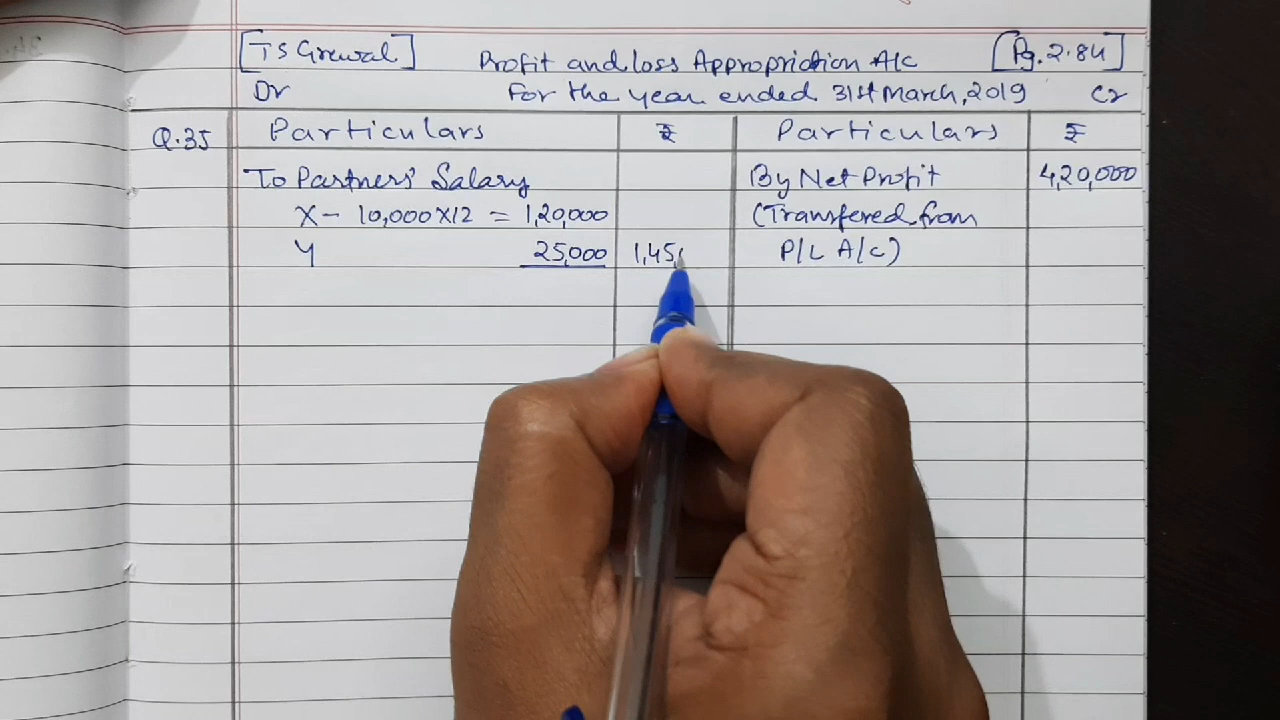 [TS Grewal] Profit and loss Appropriation A/c [Pg. 2.84]
Dr For the year ended 31st March, 2019 Cr
Q.35 Particulars ₹ Particulars ₹
To Partners' Salary By Net Profit 4,20,000
X - 10,000×12 = 1,20,000 (Transfered from
Y 25,000 1,45, P/L A/c)